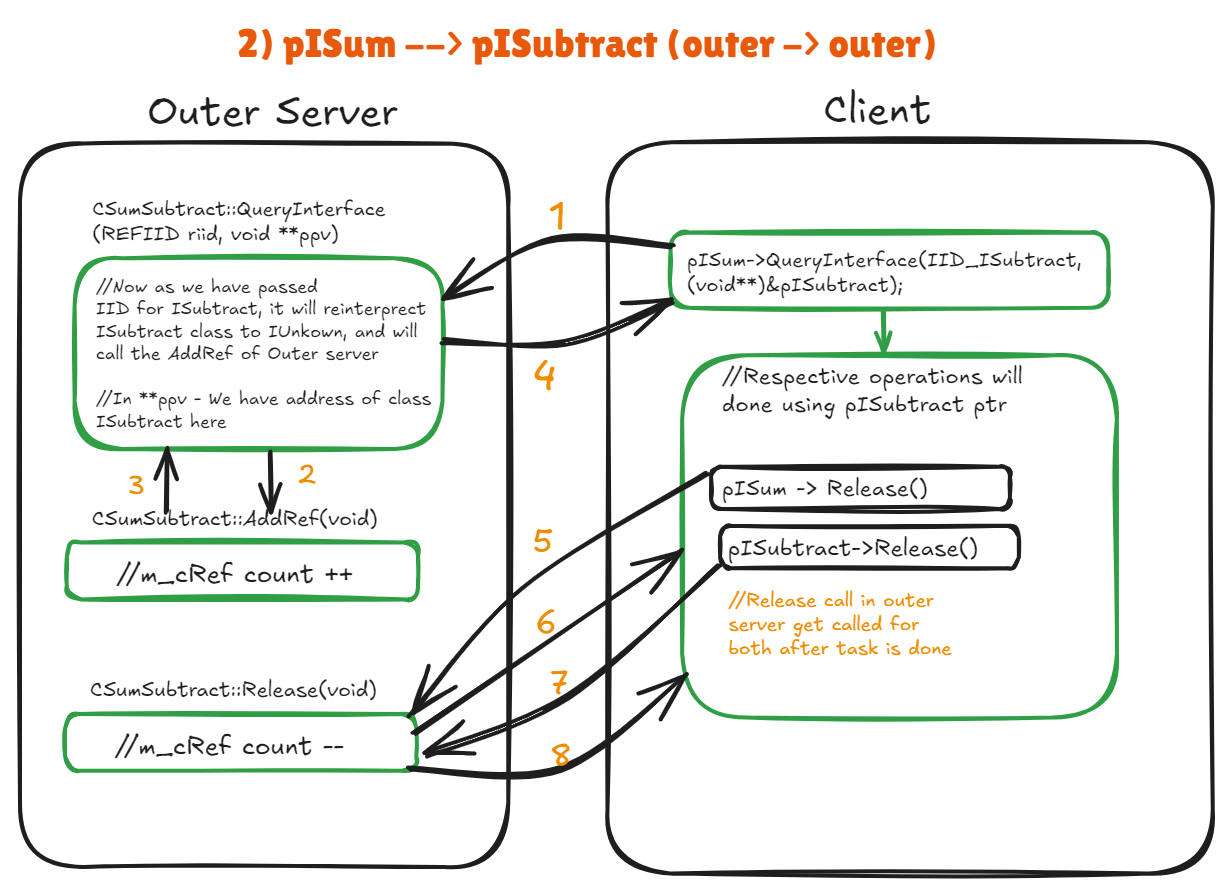 2) pISum --> pISubtract (outer -> outer)
Outer Server
Client
CSumSubtract::QueryInterface
(REFIID riid, void **ppv)
//Now as we have passed
IID for ISubtract, it will reinterprect
ISubtract class to IUnkown, and will
call the AddRef of Outer server
//In **ppv - We have address of class
ISubtract here
1
4
pISum->QueryInterface(IID_ISubtract,
(void**)&pISubtract);
//Respective operations will
done using pISubtract ptr
3
2
CSumSubtract::AddRef(void)
//m_cRef count ++
pISum -> Release()
pISubtract->Release()
5
6
7
8
//Release call in outer
server get called for
both after task is done
CSumSubtract::Release(void)
//m_cRef count --